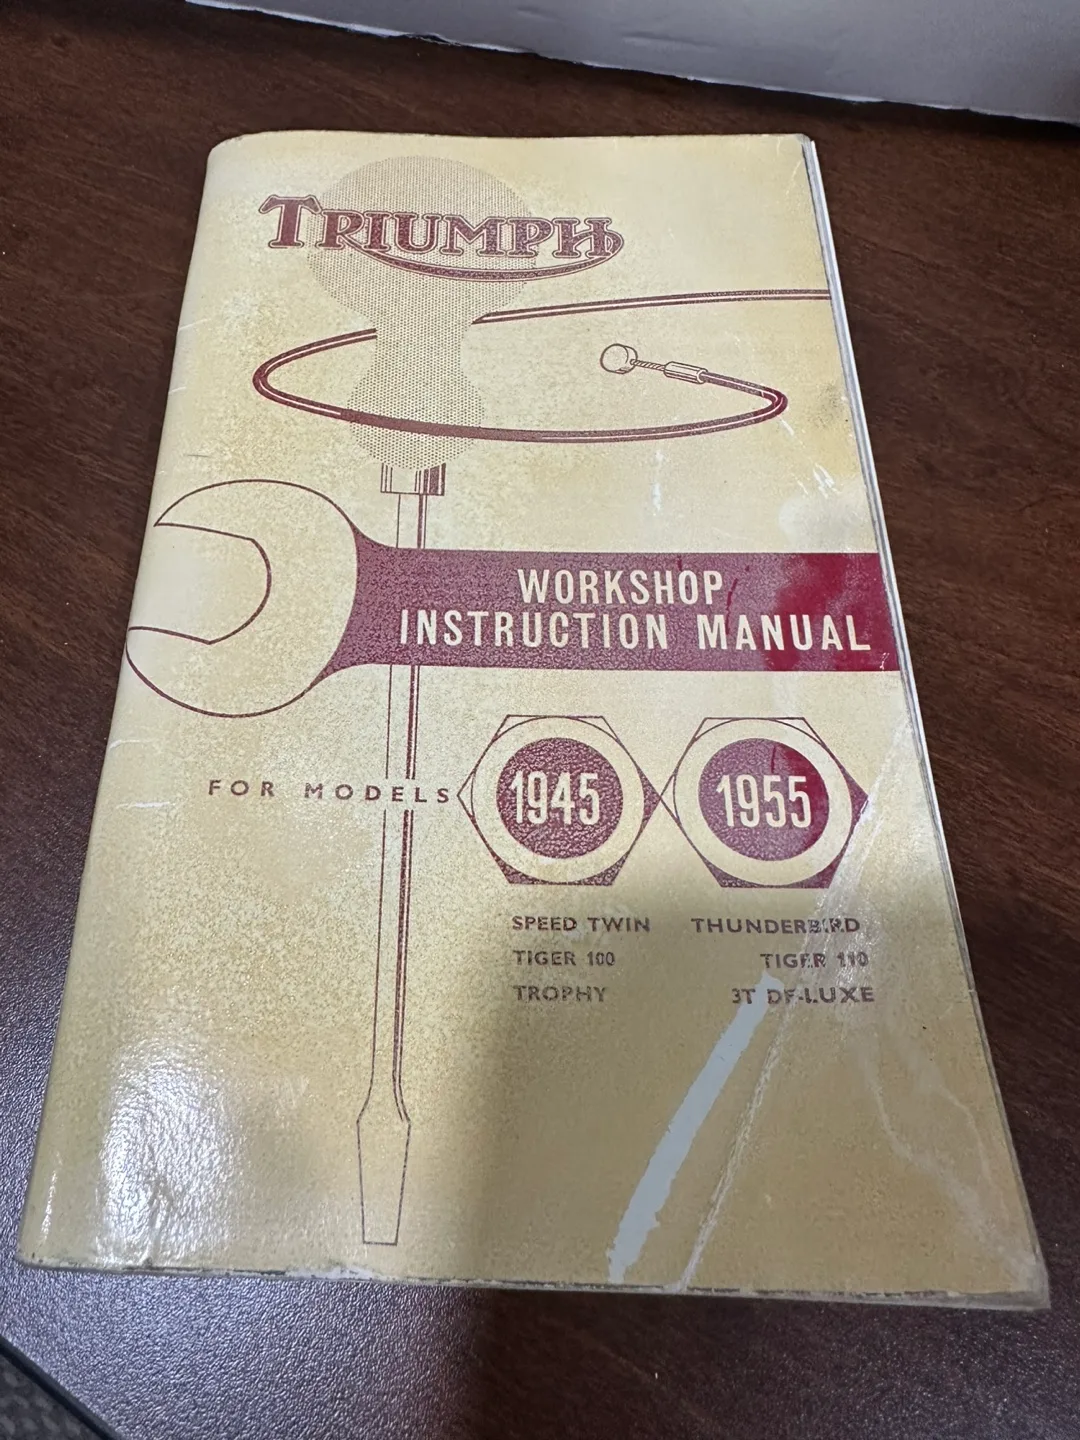 TRIUMPH
WORKSHOP
INSTRUCTION MANUAL
FOR MODELS 1945 1955
SPEED TWIN THUNDERBIRD
TIGER 100 TIGER 110
TROPHY 3T DE-LUXE